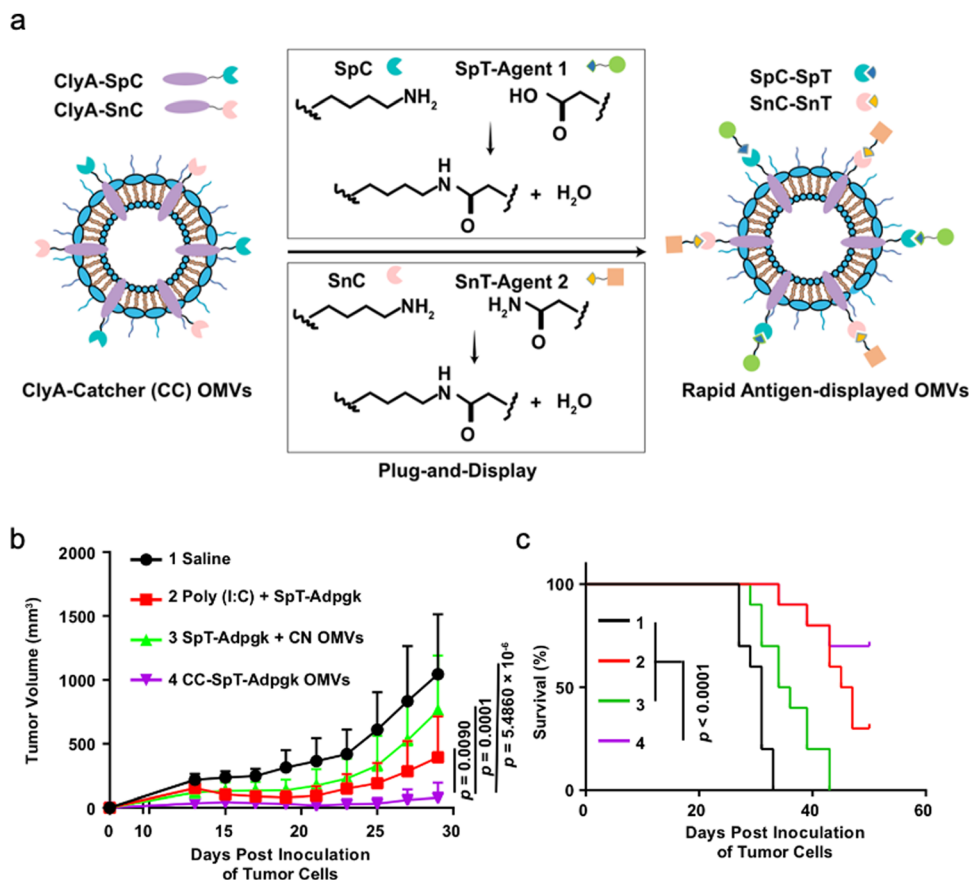 a
ClyA-SpC
ClyA-SnC
SpC
SpT-Agent 1
NH2
HO
O
H
N
O
+ H2O
SnC
SnT-Agent 2
NH2
H2N
O
H
N
O
+ H2O
SpC-SpT
SnC-SnT
ClyA-Catcher (CC) OMVs
Rapid Antigen-displayed OMVs
Plug-and-Display
b
Tumor Volume (mm³)
2000
1500
1000
500
0
1 Saline
2 Poly (I:C) + SpT-Adpgk
3 SpT-Adpgk + CN OMVs
4 CC-SpT-Adpgk OMVs
p = 0.0090
p = 0.0001
p = 5.4860 × 10⁻⁶
0 10 15 20 25 30
Days Post Inoculation
of Tumor Cells
c
Survival (%)
100
50
0
1
2
3
4
p < 0.0001
0 20 40 60
Days Post Inoculation
of Tumor Cells